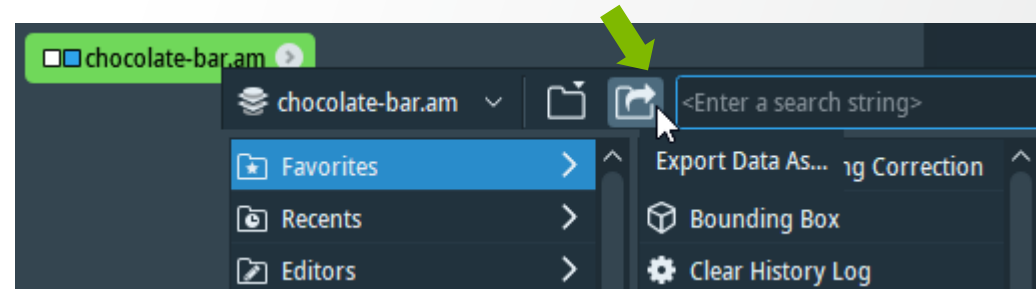 chocolate-bar.am
chocolate-bar.am
<Enter a search string>
Favorites
Export Data As...
ng Correction
Recents
Bounding Box
Editors
Clear History Log